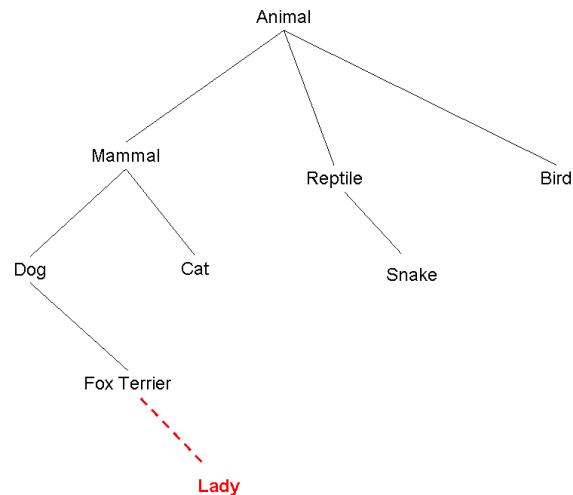 Animal
Mammal
Reptile
Bird
Dog
Cat
Snake
Fox Terrier
Lady